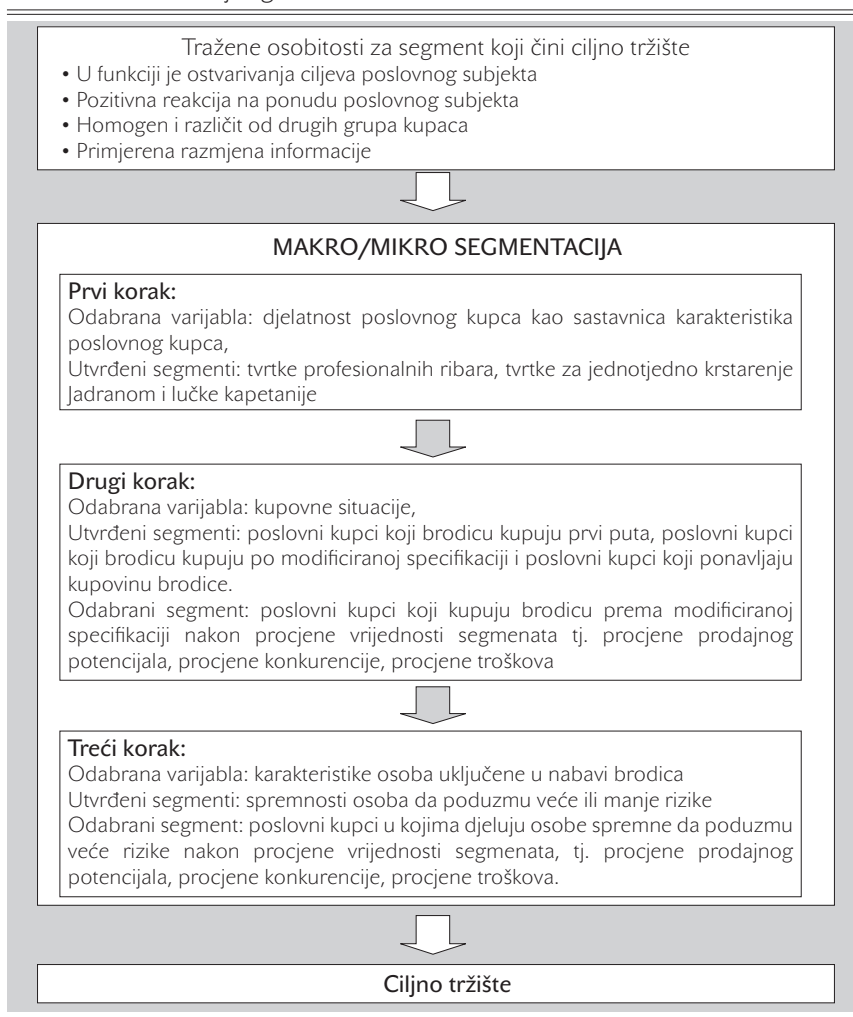 Tražene osobitosti za segment koji čini ciljno tržište
• U funkciji je ostvarivanja ciljeva poslovnog subjekta
• Pozitivna reakcija na ponudu poslovnog subjekta
• Homogen i različit od drugih grupa kupaca
• Primjerena razmjena informacije
MAKRO/MIKRO SEGMENTACIJA
Prvi korak:
Odabrana varijabla: djelatnost poslovnog kupca kao sastavnica karakteristika
poslovnog kupca,
Utvrđeni segmenti: tvrtke profesionalnih ribara, tvrtke za jednotjedno krstarenje
Jadranom i lučke kapetanije
Drugi korak:
Odabrana varijabla: kupovne situacije,
Utvrđeni segmenti: poslovni kupci koji brodicu kupuju prvi puta, poslovni kupci
koji brodicu kupuju po modificiranoj specifikaciji i poslovni kupci koji ponavljaju
kupovinu brodice.
Odabrani segment: poslovni kupci koji kupuju brodicu prema modificiranoj
specifikaciji nakon procjene vrijednosti segmenata tj. procjene prodajnog
potencijala, procjene konkurencije, procjene troškova
Treći korak:
Odabrana varijabla: karakteristike osoba uključene u nabavi brodica
Utvrđeni segmenti: spremnosti osoba da poduzmu veće ili manje rizike
Odabrani segment: poslovni kupci u kojima djeluju osobe spremne da poduzmu
veće rizike nakon procjene vrijednosti segmenata, tj. procjene prodajnog
potencijala, procjene konkurencije, procjene troškova.
Ciljno tržište